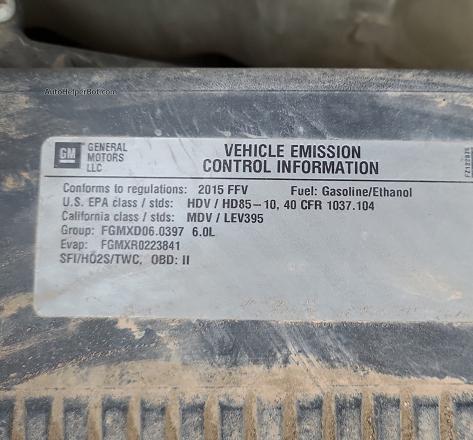 AutoHelperBot.com
GM
GENERAL
MOTORS
LLC
VEHICLE EMISSION
CONTROL INFORMATION
Conforms to regulations: 2015 FFV Fuel: Gasoline/Ethanol
U.S. EPA class / stds: HDV / HD85-10, 40 CFR 1037.104
California class / stds: MDV / LEV395
Group: FGMXD06.0397 6.0L
Evap: FGMXR0223841
SFI/HO2S/TWC, OBD: II